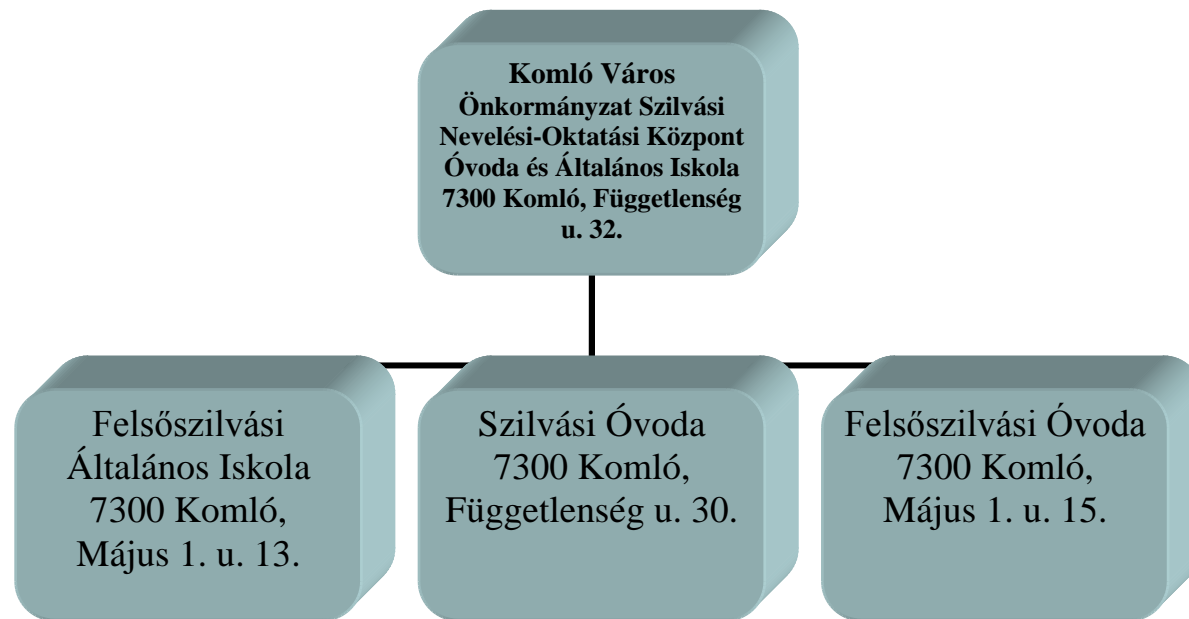 Komló Város
Önkormányzat Szilvási
Nevelési-Oktatási Központ
Óvoda és Általános Iskola
7300 Komló, Függetlenség
u. 32.
Felsőszilvási
Általános Iskola
7300 Komló,
Május 1. u. 13.
Szilvási Óvoda
7300 Komló,
Függetlenség u. 30.
Felsőszilvási Óvoda
7300 Komló,
Május 1. u. 15.